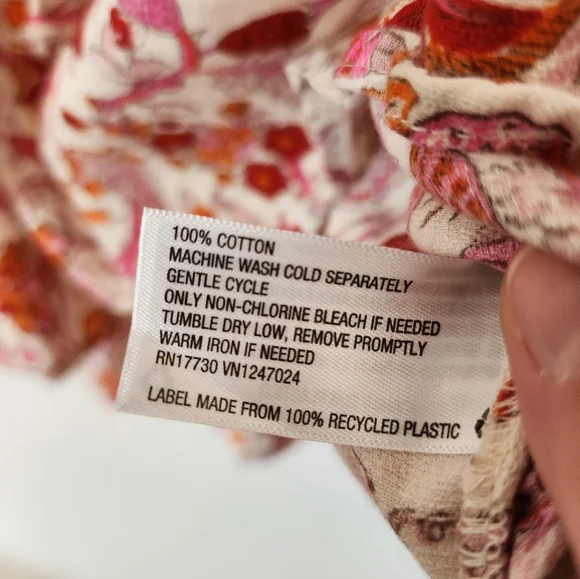 100% COTTON
MACHINE WASH COLD SEPARATELY
GENTLE CYCLE
ONLY NON-CHLORINE BLEACH IF NEEDED
TUMBLE DRY LOW, REMOVE PROMPTLY
WARM IRON IF NEEDED
RN17730 VN1247024
LABEL MADE FROM 100% RECYCLED PLASTIC